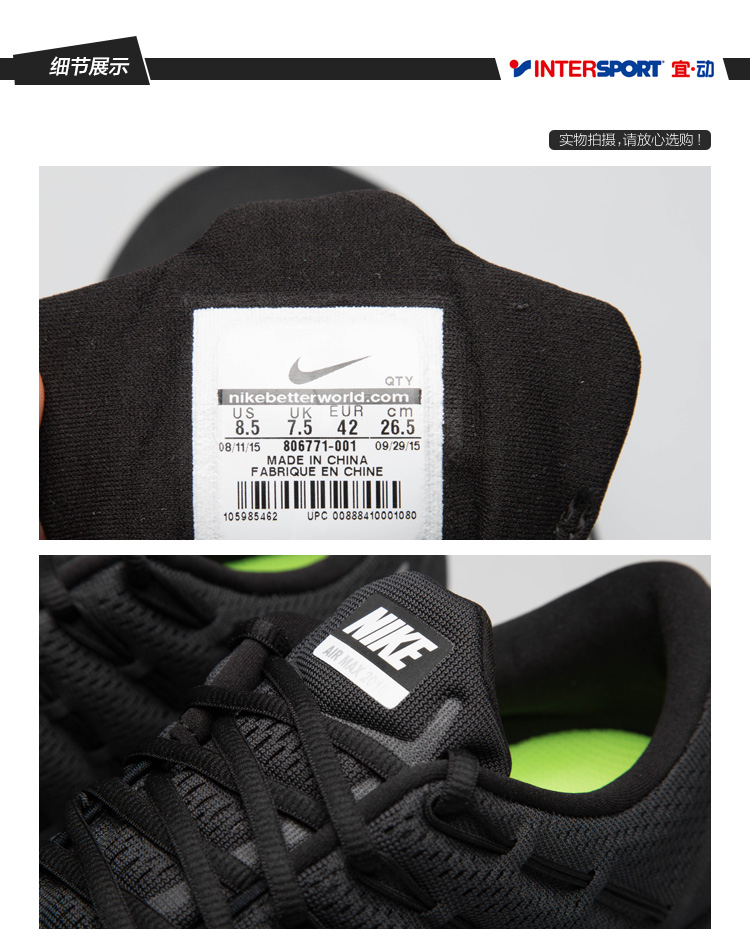 细节展示
INTERSPORT 宜·动
实物拍摄,请放心选购!
QTY
nikebetterworld.com
US UK EUR cm
8.5 7.5 42 26.5
08/11/15 806771-001 09/29/15
MADE IN CHINA
FABRIQUE EN CHINE
105985462 UPC 00888410001080
NIKE
AIR MAX